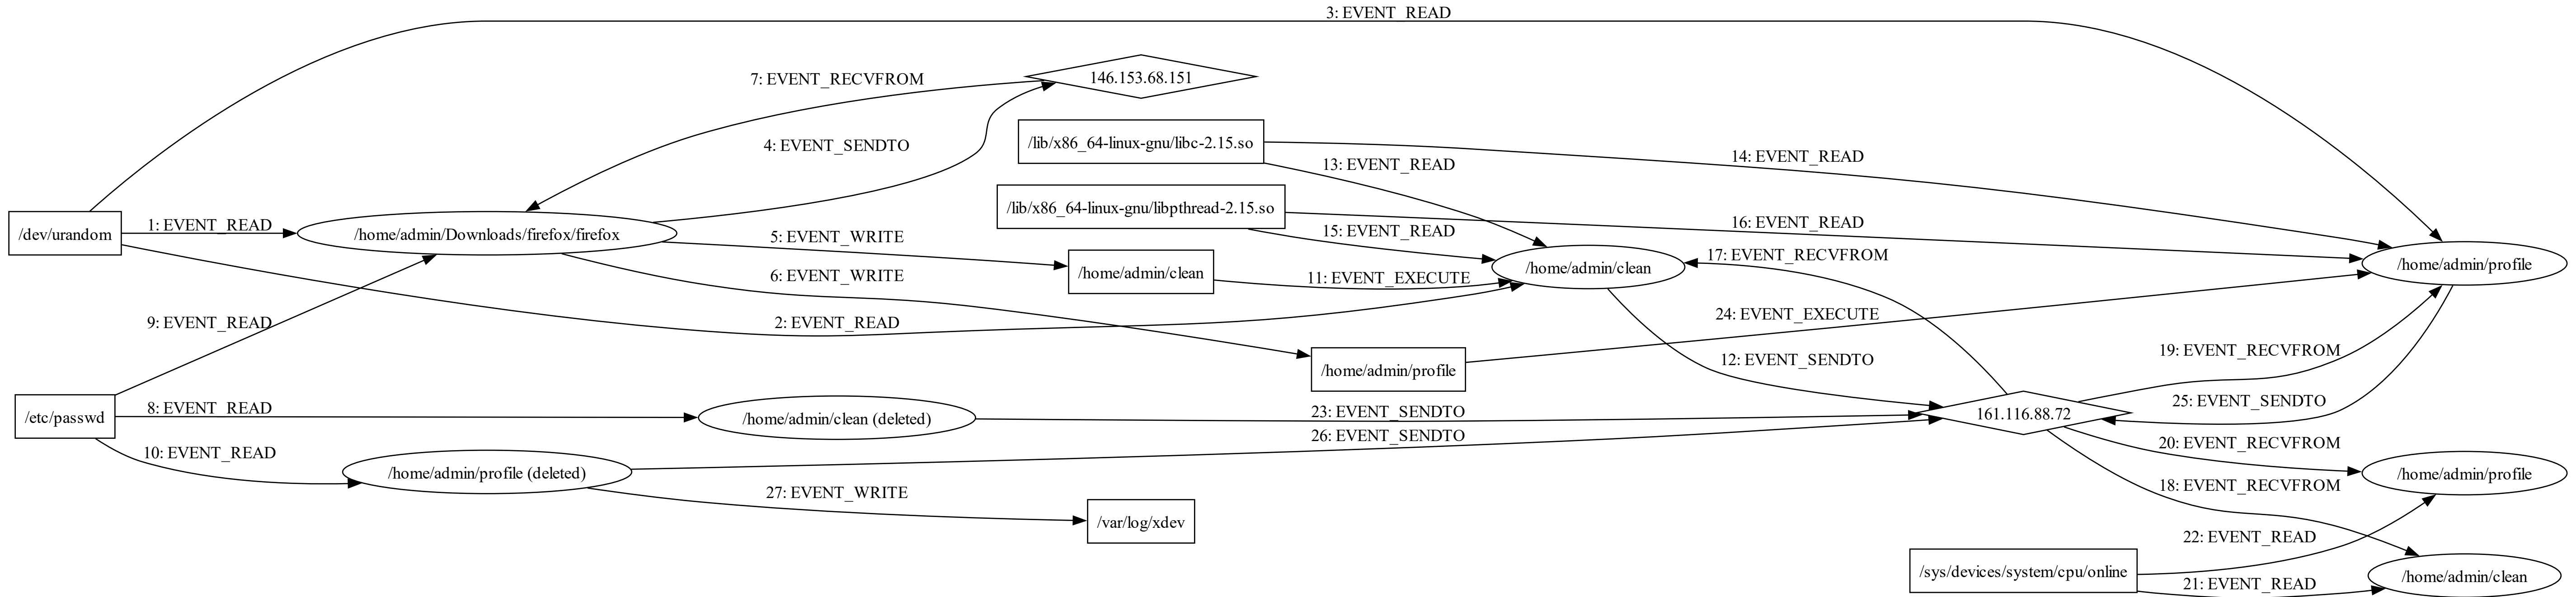 3: EVENT_READ
7: EVENT_RECVFROM
146.153.68.151
4: EVENT_SENDTO
/lib/x86_64-linux-gnu/libc-2.15.so
13: EVENT_READ
14: EVENT_READ
/lib/x86_64-linux-gnu/libpthread-2.15.so
15: EVENT_READ
16: EVENT_READ
/dev/urandom
1: EVENT_READ
/home/admin/Downloads/firefox/firefox
5: EVENT_WRITE
6: EVENT_WRITE
/home/admin/clean
11: EVENT_EXECUTE
/home/admin/clean
17: EVENT_RECVFROM
/home/admin/profile
9: EVENT_READ
2: EVENT_READ
24: EVENT_EXECUTE
/home/admin/profile
12: EVENT_SENDTO
19: EVENT_RECVFROM
/etc/passwd
8: EVENT_READ
/home/admin/clean (deleted)
23: EVENT_SENDTO
161.116.88.72
25: EVENT_SENDTO
10: EVENT_READ
/home/admin/profile (deleted)
26: EVENT_SENDTO
20: EVENT_RECVFROM
/home/admin/profile
27: EVENT_WRITE
/var/log/xdev
18: EVENT_RECVFROM
22: EVENT_READ
/sys/devices/system/cpu/online
21: EVENT_READ
/home/admin/clean